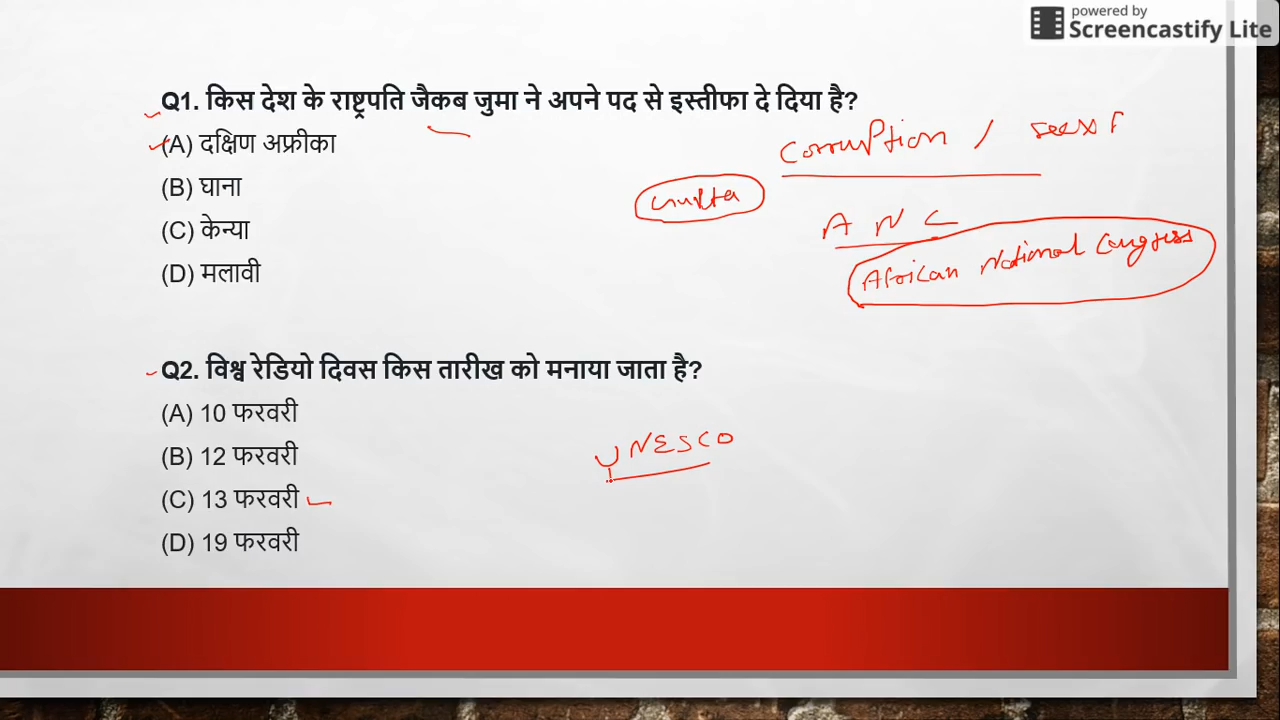 powered by
Screencastify Lite
Q1. किस देश के राष्ट्रपति जैकब जुमा ने अपने पद से इस्तीफा दे दिया है?
(A) दक्षिण अफ्रीका
(B) घाना
(C) केन्या
(D) मलावी
Corruption /
Gupta
A N C
African National Congress
Q2. विश्व रेडियो दिवस किस तारीख को मनाया जाता है?
(A) 10 फरवरी
(B) 12 फरवरी
(C) 13 फरवरी
(D) 19 फरवरी
UNESCO